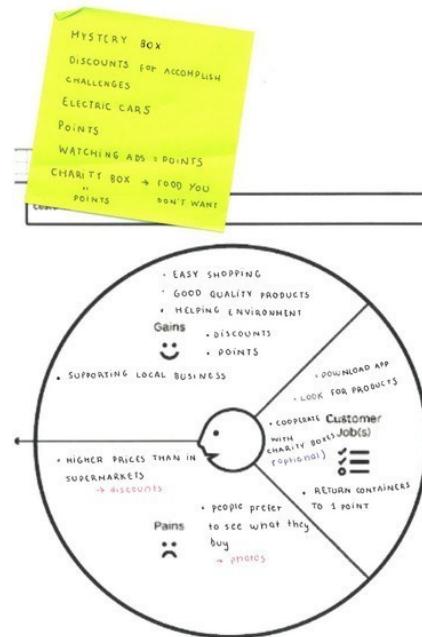 MYSTERY BOX
DISCOUNTS FOR ACCOMPLISH
CHALLENGES
ELECTRIC CARS
POINTS
WATCHING ADS = POINTS
CHARITY BOX → FOOD YOU
DON'T WANT
"
POINTS
• EASY SHOPPING
• GOOD QUALITY PRODUCTS
• HELPING ENVIRONMENT
Gains
• DISCOUNTS
• POINTS
• SUPPORTING LOCAL BUSINESS
• DOWNLOAD APP
• LOOK FOR PRODUCTS
• COOPERATE
WITH
CHARITY BOXES
(optional)
Customer
Job(s)
• RETURN CONTAINERS
TO 1 POINT
• HIGHER PRICES THAN IN
SUPERMARKETS
→ discounts
Pains
• people prefer
to see what they
buy
→ photos